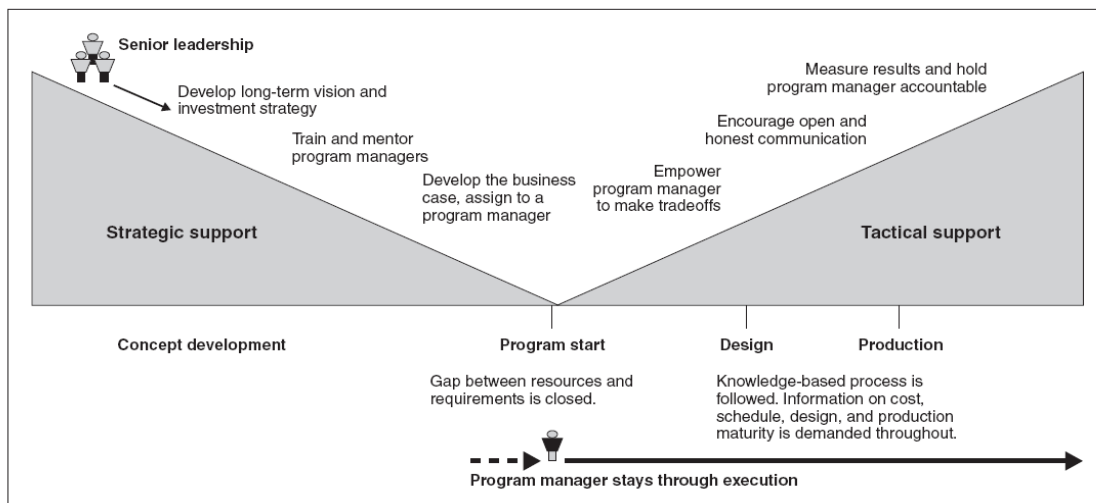 Senior leadership
Develop long-term vision and
investment strategy
Train and mentor
program managers
Develop the business
case, assign to a
program manager
Empower
program manager
to make tradeoffs
Encourage open and
honest communication
Measure results and hold
program manager accountable
Strategic support
Tactical support
Concept development
Program start
Design
Production
Gap between resources and
requirements is closed.
Knowledge-based process is
followed. Information on cost,
schedule, design, and production
maturity is demanded throughout.
Program manager stays through execution